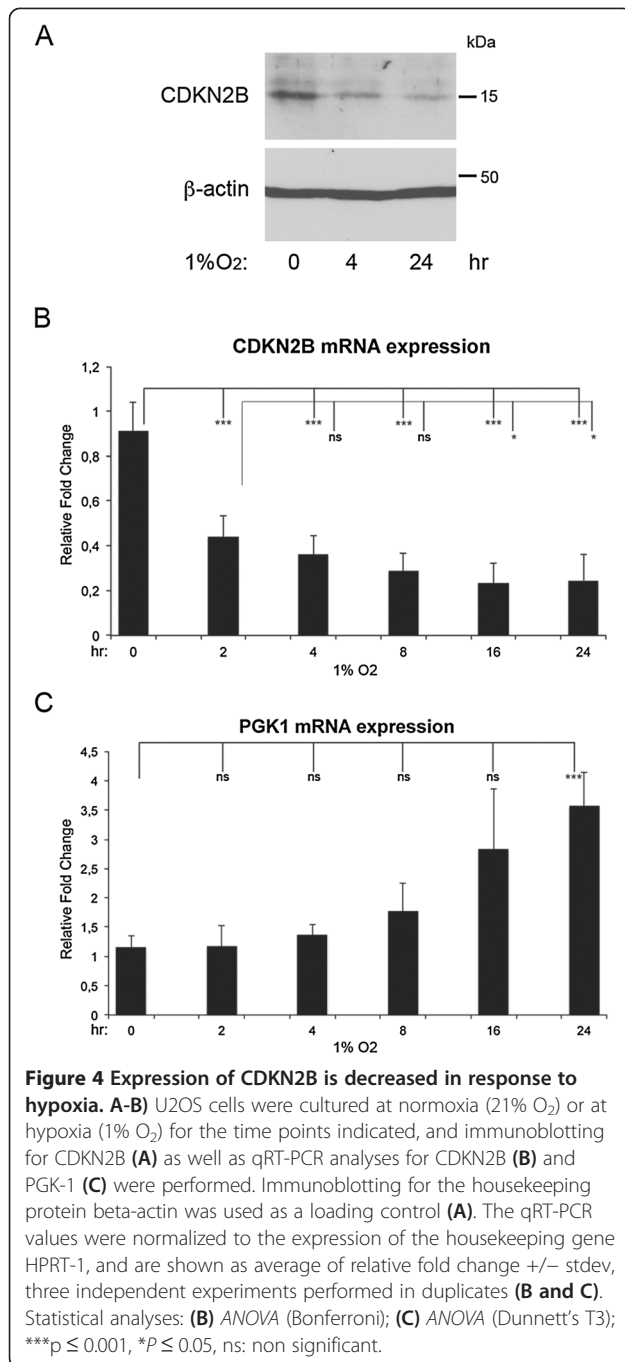 A
kDa
CDKN2B
15
β-actin
50
1%O2: 0 4 24 hr
B
CDKN2B mRNA expression
Relative Fold Change
1,2
1
0,8
0,6
0,4
0,2
0
*** *** *** *** ***
ns ns * *
hr: 0 2 4 8 16 24
1% O2
C
PGK1 mRNA expression
Relative Fold Change
4,5
4
3,5
3
2,5
2
1,5
1
0,5
0
ns ns ns ns ***
hr: 0 2 4 8 16 24
1% O2
Figure 4 Expression of CDKN2B is decreased in response to
hypoxia. A-B) U2OS cells were cultured at normoxia (21% O₂) or at
hypoxia (1% O₂) for the time points indicated, and immunoblotting
for CDKN2B (A) as well as qRT-PCR analyses for CDKN2B (B) and
PGK-1 (C) were performed. Immunoblotting for the housekeeping
protein beta-actin was used as a loading control (A). The qRT-PCR
values were normalized to the expression of the housekeeping gene
HPRT-1, and are shown as average of relative fold change +/− stdev,
three independent experiments performed in duplicates (B and C).
Statistical analyses: (B) ANOVA (Bonferroni); (C) ANOVA (Dunnett's T3);
***p ≤ 0.001, *P ≤ 0.05, ns: non significant.